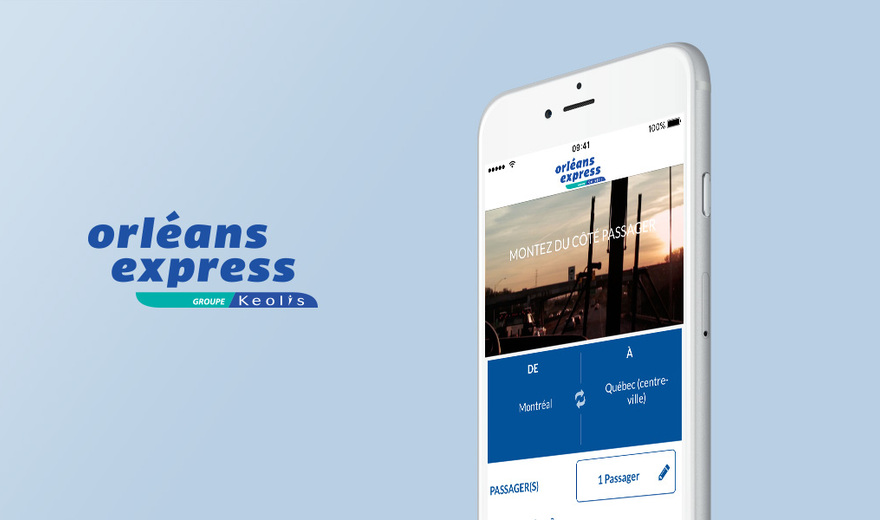 orléans
express
GROUPE Keolis
100%
09:41
orléans
express
MONTEZ DU CÔTÉ PASSAGER
DE
À
Montréal
Québec (centre-
ville)
PASSAGER(S)
1 Passager